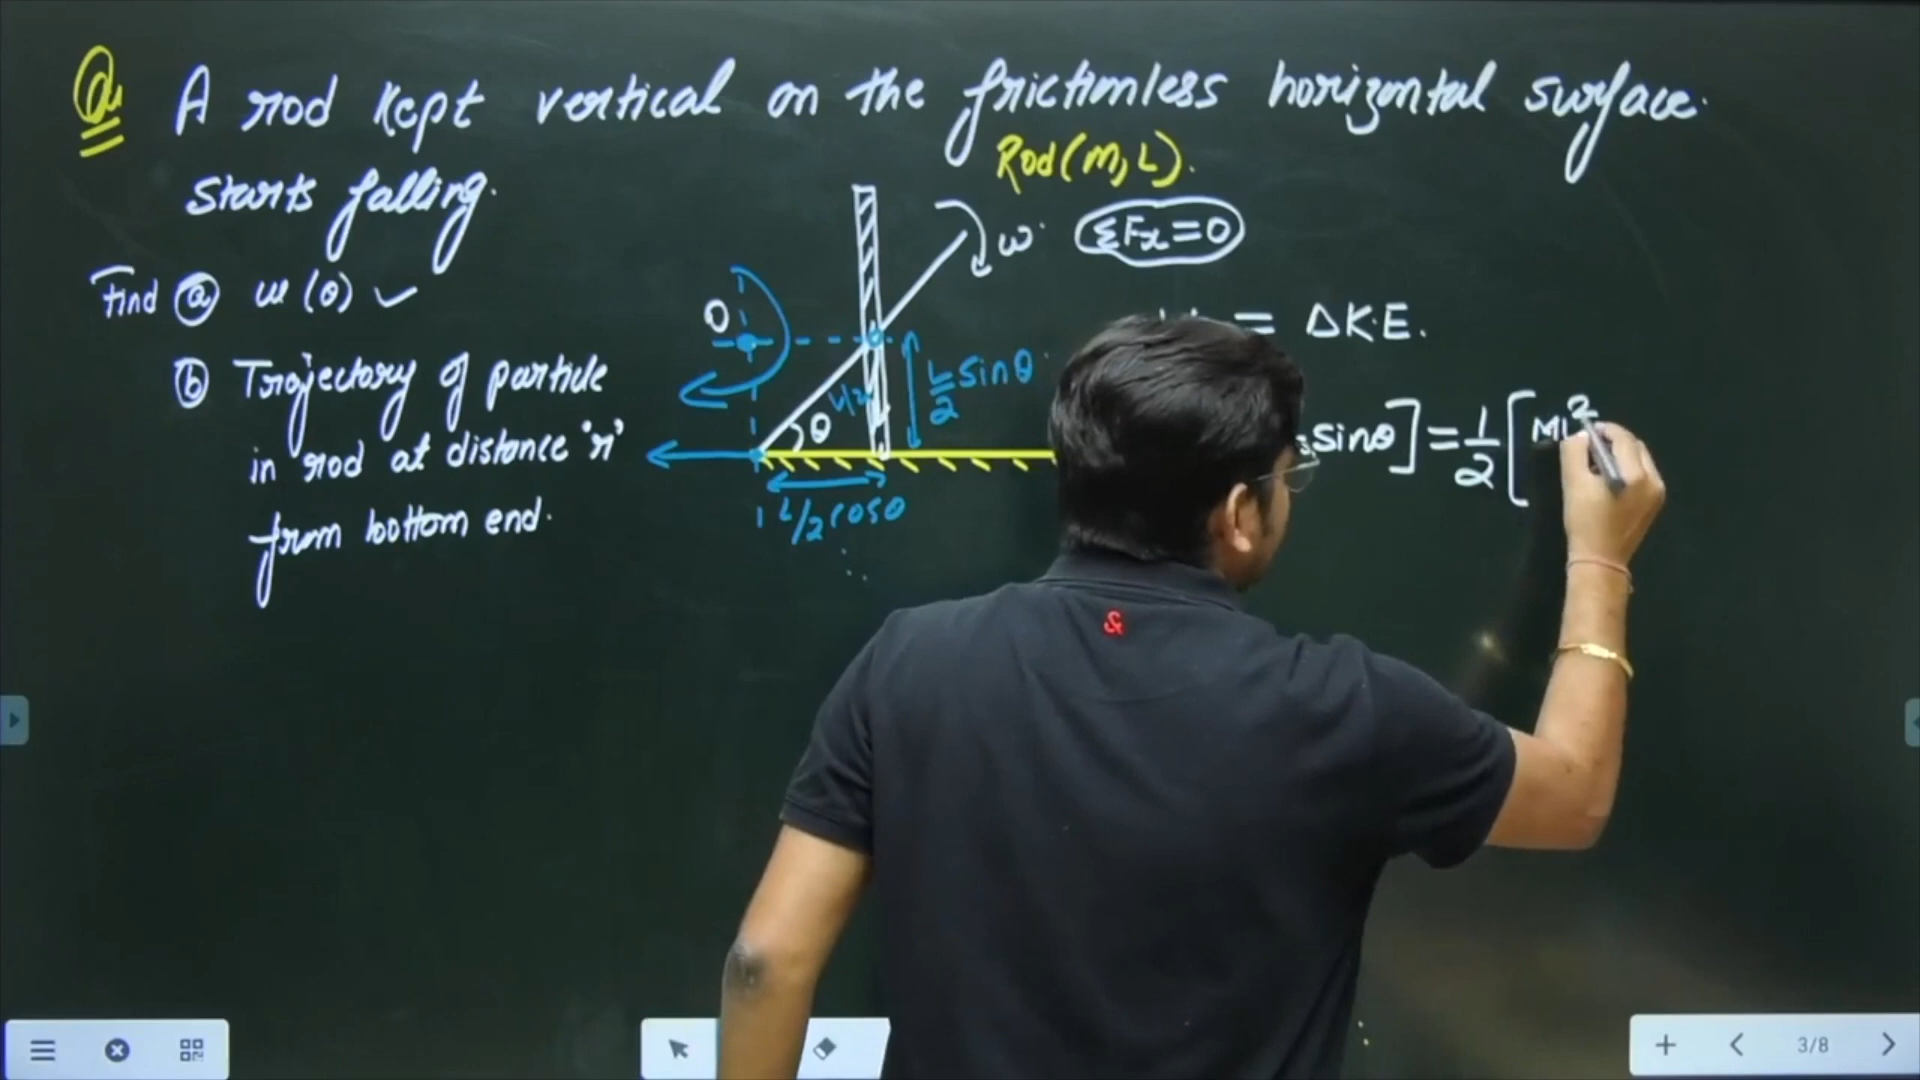 Q A rod kept vertical on the frictionless horizontal surface.
starts falling.
Rod(M, L).
Find (a) ω(θ) ✓
(b) Trajectory of particle
in rod at distance 'r'
from bottom end.
ω
ΣFx=0
O
θ
L/2
L/2 sinθ
L/2 cosθ
= ΔK.E.
sinθ] = 1/2 [ML²
3/8